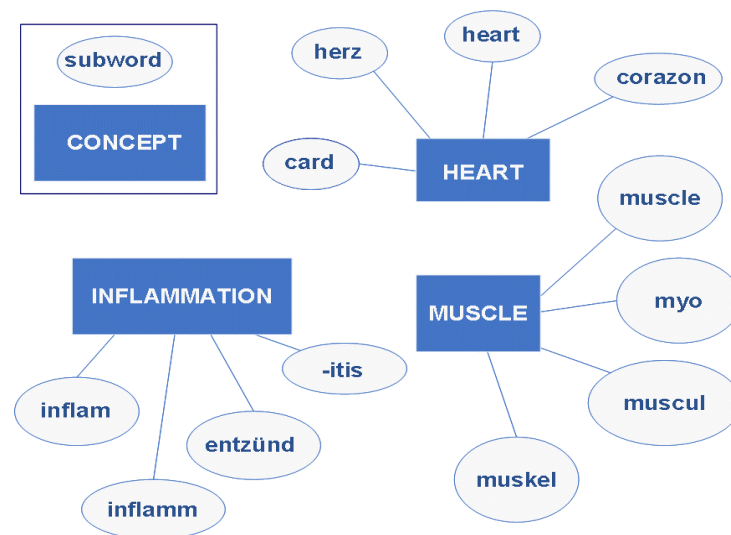 subword
CONCEPT
herz
heart
corazon
card
HEART
muscle
INFLAMMATION
MUSCLE
myo
-itis
inflam
entzünd
muscul
inflamm
muskel